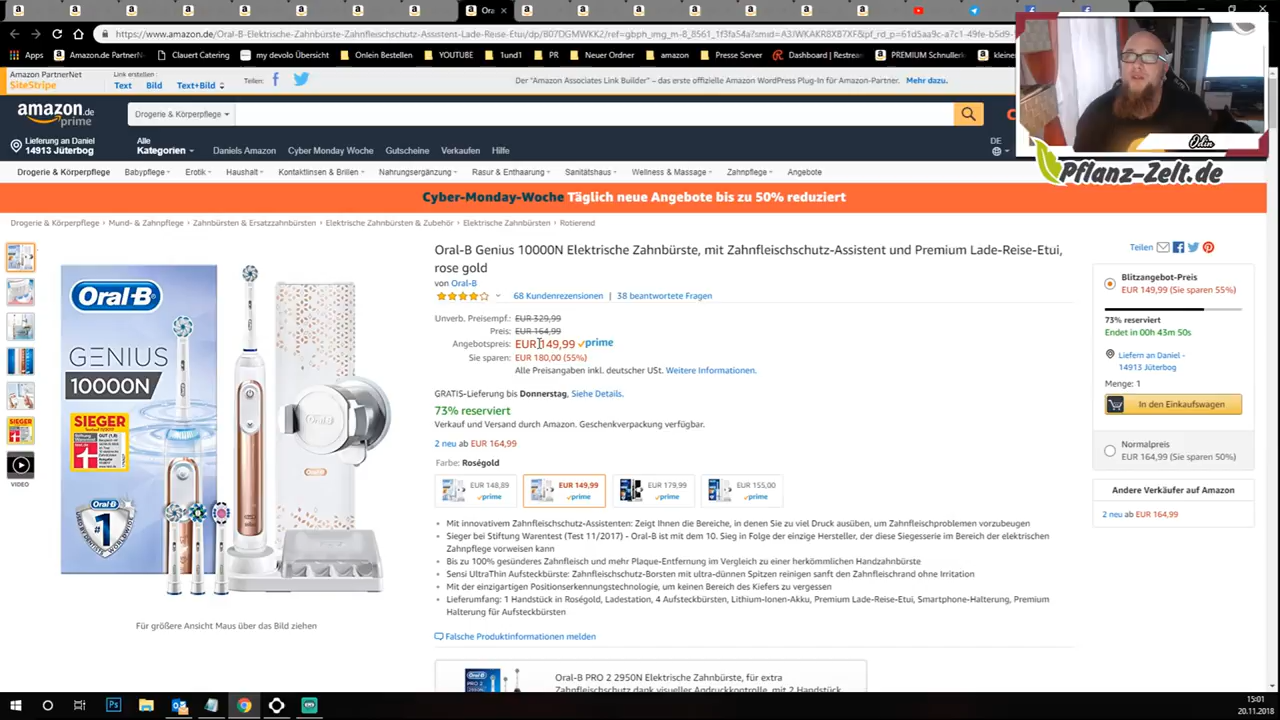 Ora
https://www.amazon.de/Oral-B-Elektrische-Zahnbürste-Zahnfleischschutz-Assistent-Lade-Reise-Etui/dp/B07DGMWKK2/
Apps
Amazon.de PartnerNet
Clauert Catering
my devolo Übersicht
Onlein Bestellen
YOUTUBE
1und1
PR
Neuer Ordner
amazon
Presse Server
Dashboard | Restream
PREMIUM Schnullerk
kleine
Amazon PartnerNet
SiteStripe
Link erstellen:
Text
Bild
Text+Bild
Teilen:
Der "Amazon Associates Link Builder" – das erste offizielle Amazon WordPress Plug-In für Amazon-Partner. Mehr dazu.
amazon.de
prime
Drogerie & Körperpflege
Lieferung an Daniel
14913 Jüterbog
Alle
Kategorien
Daniels Amazon
Cyber Monday Woche
Gutscheine
Verkaufen
Hilfe
DE
Odin
Pflanz-Zelt.de
Drogerie & Körperpflege
Babypflege
Erotik
Haushalt
Kontaktlinsen & Brillen
Nahrungsergänzung
Rasur & Enthaarung
Sanitätshaus
Wellness & Massage
Zahnpflege
Angebote
Cyber-Monday-Woche Täglich neue Angebote bis zu 50% reduziert
Drogerie & Körperpflege › Mund- & Zahnpflege › Zahnbürsten & Ersatzzahnbürsten › Elektrische Zahnbürsten & Zubehör › Elektrische Zahnbürsten › Rotierend
Oral-B Genius 10000N Elektrische Zahnbürste, mit Zahnfleischschutz-Assistent und Premium Lade-Reise-Etui,
rose gold
von Oral-B
68 Kundenrezensionen | 38 beantwortete Fragen
Unverb. Preisempf.: EUR 329,99
Preis: EUR 164,99
Angebotspreis: EUR 149,99 prime
Sie sparen: EUR 180,00 (55%)
Alle Preisangaben inkl. deutscher USt. Weitere Informationen.
GRATIS-Lieferung bis Donnerstag, Siehe Details.
73% reserviert
Verkauf und Versand durch Amazon. Geschenkverpackung verfügbar.
2 neu ab EUR 164,99
Farbe: Roségold
EUR 148,89
prime
EUR 149,99
prime
EUR 179,99
prime
EUR 155,00
prime
Mit innovativem Zahnfleischschutz-Assistenten: Zeigt Ihnen die Bereiche, in denen Sie zu viel Druck ausüben, um Zahnfleischproblemen vorzubeugen
Sieger bei Stiftung Warentest (Test 11/2017) - Oral-B ist mit dem 10. Sieg in Folge der einzige Hersteller, der diese Siegesserie im Bereich der elektrischen
Zahnpflege vorweisen kann
Bis zu 100% gesünderes Zahnfleisch und mehr Plaque-Entfernung im Vergleich zu einer herkömmlichen Handzahnbürste
Sensi UltraThin Aufsteckbürste: Zahnfleischschutz-Borsten mit ultra-dünnen Spitzen reinigen sanft den Zahnfleischrand ohne Irritation
Mit der einzigartigen Positionserkennungstechnologie, um keinen Bereich des Kiefers zu vergessen
Lieferumfang: 1 Handstück in Roségold, Ladestation, 4 Aufsteckbürsten, Lithium-Ionen-Akku, Premium Lade-Reise-Etui, Smartphone-Halterung, Premium
Halterung für Aufsteckbürsten
Falsche Produktinformationen melden
Oral-B PRO 2 2950N Elektrische Zahnbürste, für extra
Zahnfleischschutz dank visueller Andruckkontrolle, mit 2 Handstück
Oral-B
GENIUS
10000N
SIEGER
#1
VIDEO
Für größere Ansicht Maus über das Bild ziehen
Teilen
Blitzangebot-Preis
EUR 149,99 (Sie sparen 55%)
73% reserviert
Endet in 00h 43m 50s
Liefern an Daniel -
14913 Jüterbog
Menge: 1
In den Einkaufswagen
Normalpreis
EUR 164,99 (Sie sparen 50%)
Andere Verkäufer auf Amazon
2 neu ab EUR 164,99
15:01
20.11.2018